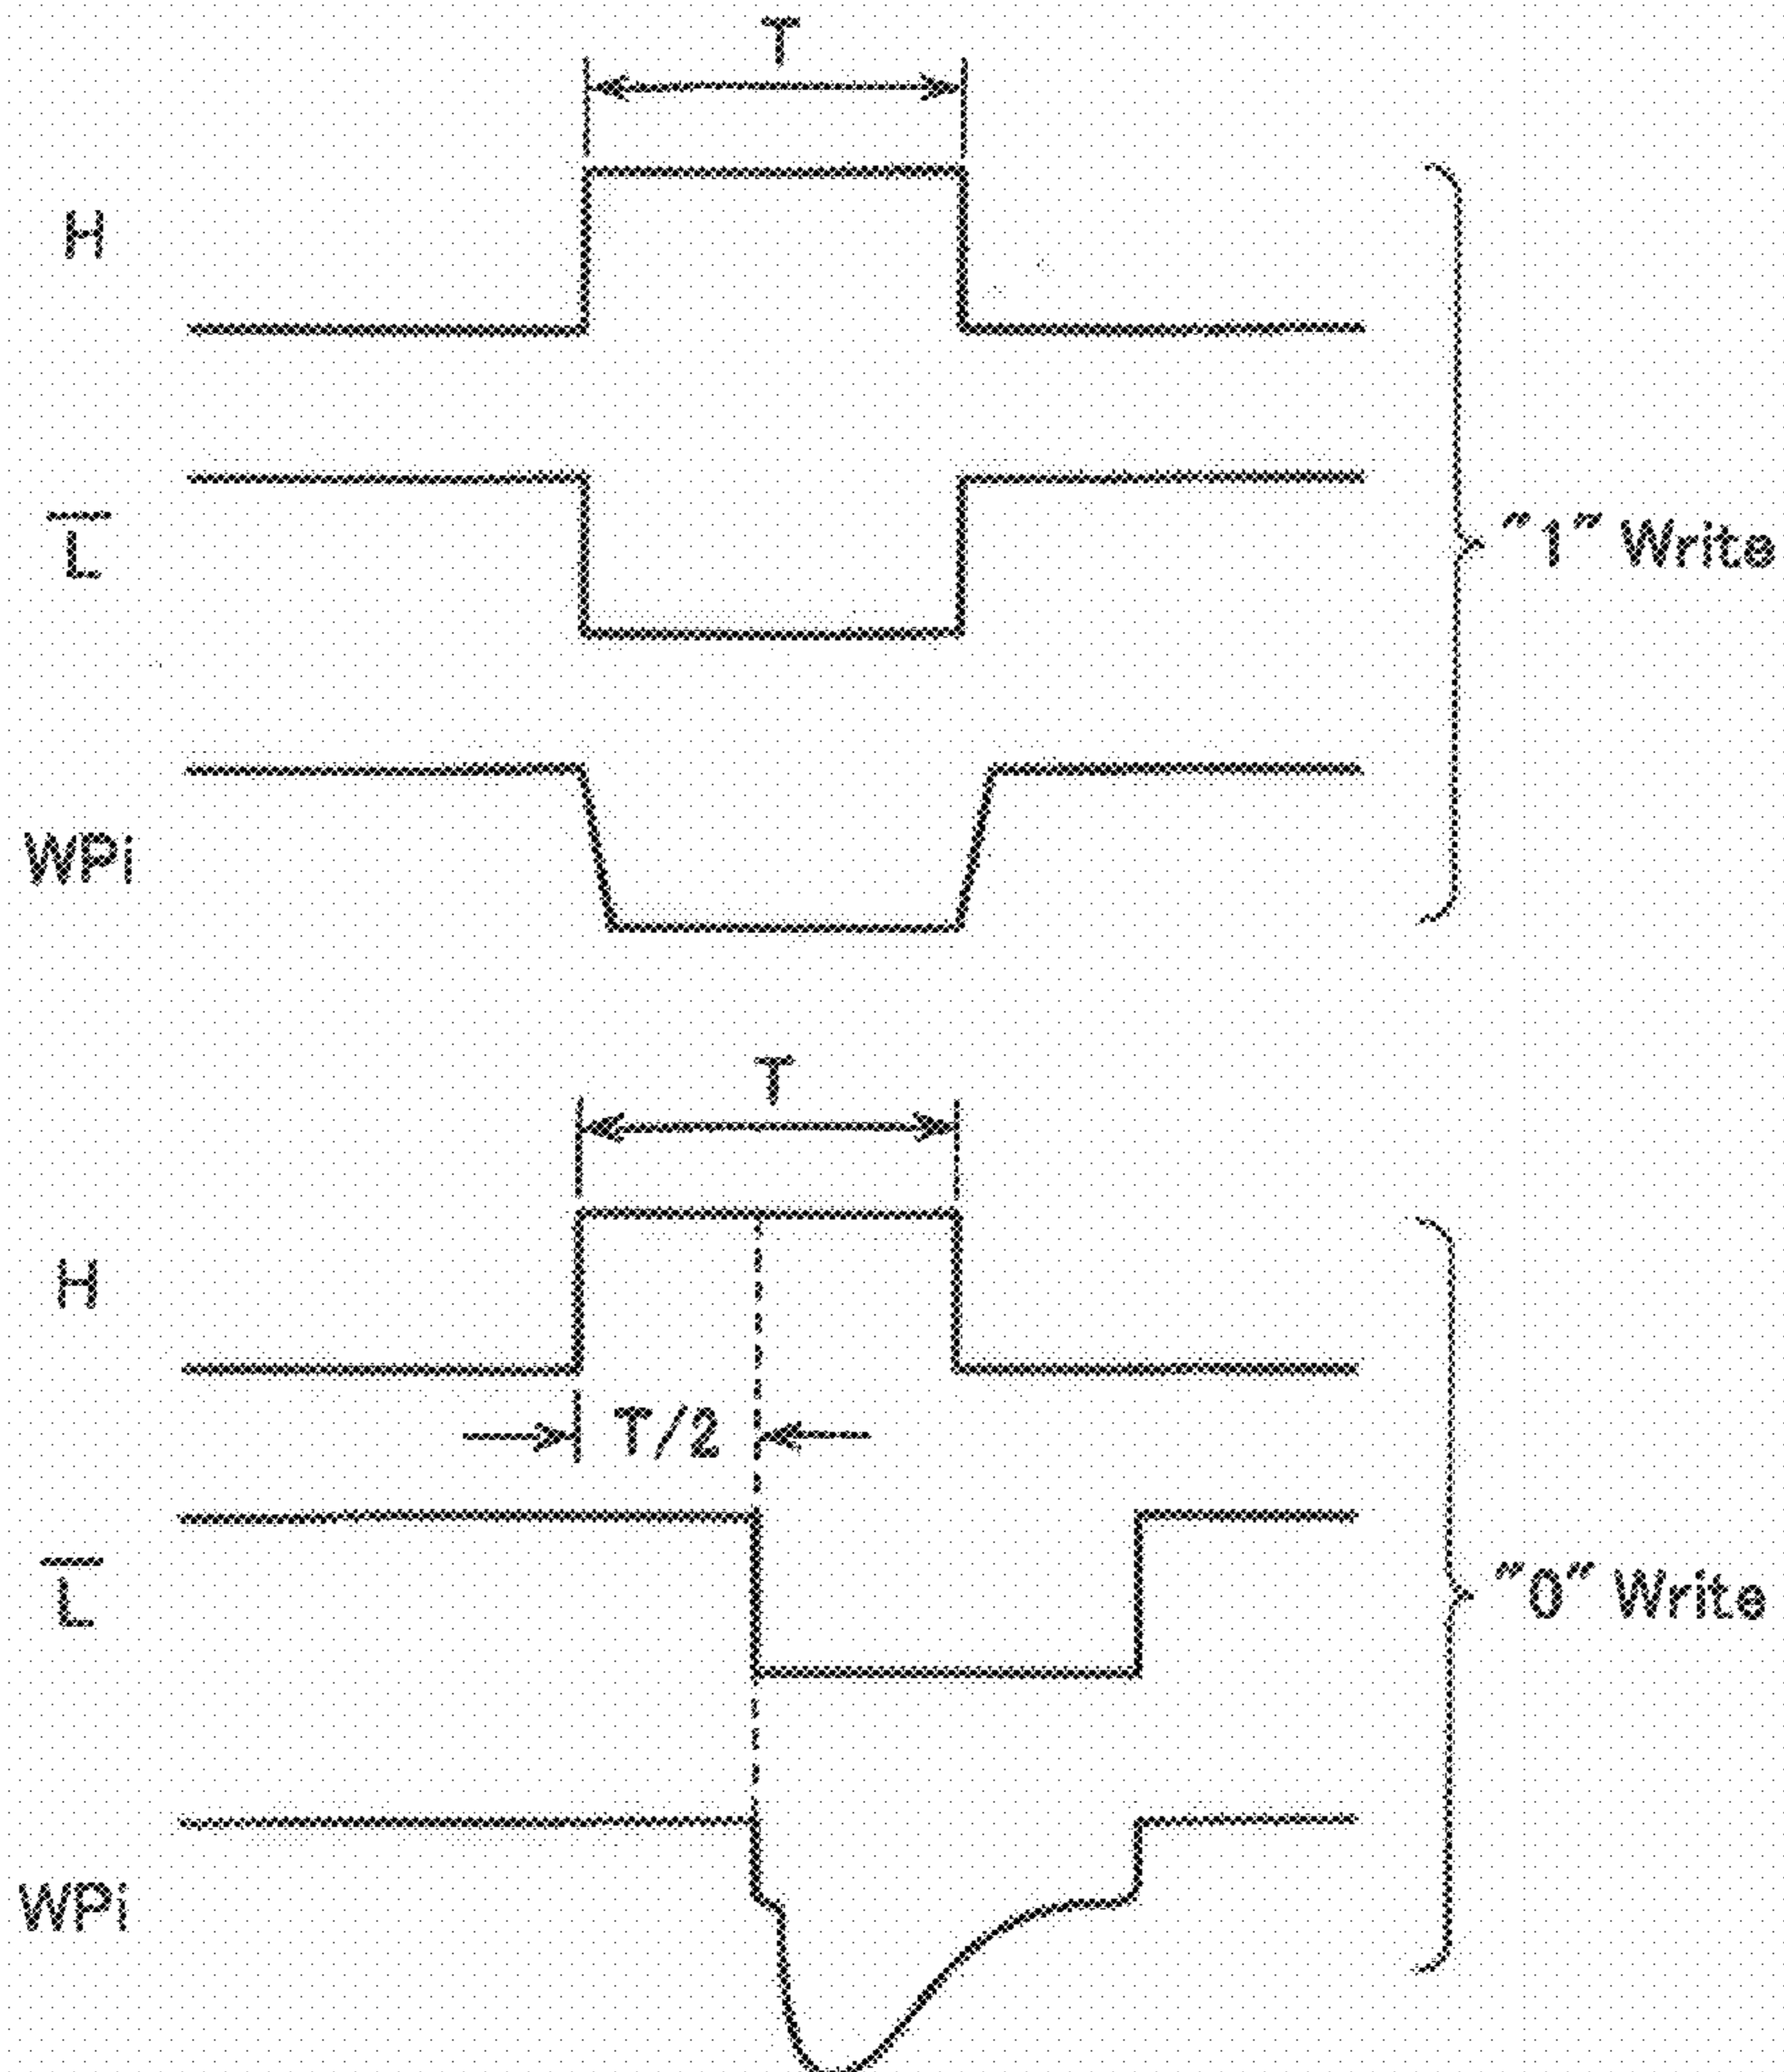 T
H
L̅
"1" Write
WPi
T
H
T/2
L̅
"0" Write
WPi